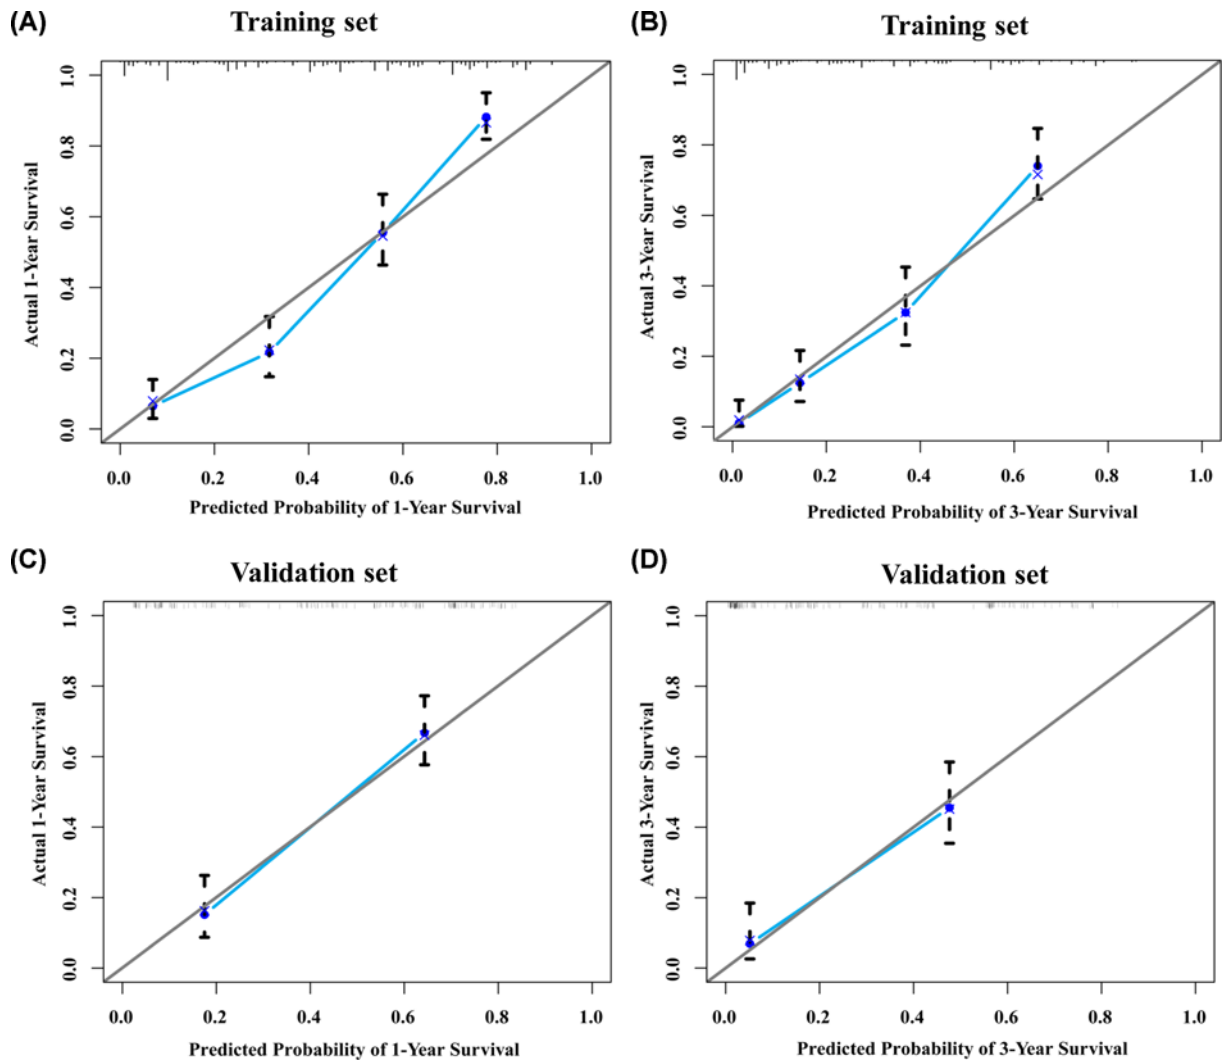 (A)
Training set
1.0
0.8
0.6
0.4
0.2
0.0
Actual 1-Year Survival
0.0 0.2 0.4 0.6 0.8 1.0
Predicted Probability of 1-Year Survival
(B)
Training set
1.0
0.8
0.6
0.4
0.2
0.0
Actual 3-Year Survival
0.0 0.2 0.4 0.6 0.8 1.0
Predicted Probability of 3-Year Survival
(C)
Validation set
1.0
0.8
0.6
0.4
0.2
0.0
Actual 1-Year Survival
0.0 0.2 0.4 0.6 0.8 1.0
Predicted Probability of 1-Year Survival
(D)
Validation set
1.0
0.8
0.6
0.4
0.2
0.0
Actual 3-Year Survival
0.0 0.2 0.4 0.6 0.8 1.0
Predicted Probability of 3-Year Survival